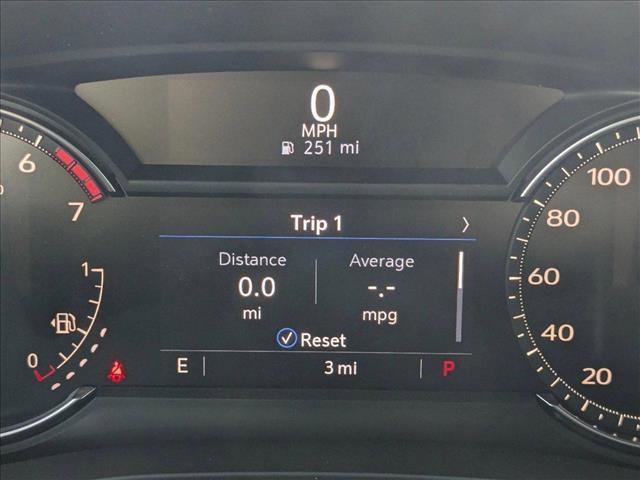 0
MPH
251 mi
6
7
Trip 1
Distance
Average
0.0
-.-
mi
mpg
Reset
E
3 mi
P
1
0
100
80
60
40
20